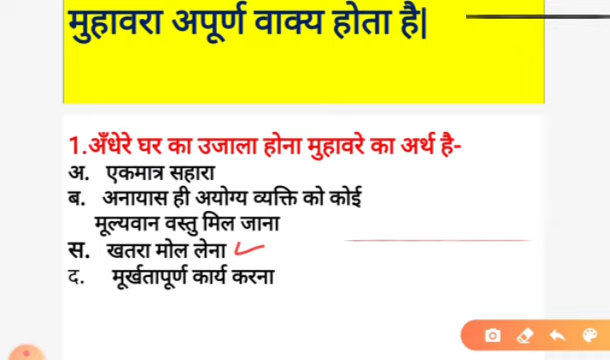 मुहावरा अपूर्ण वाक्य होता है|
1.अँधेरे घर का उजाला होना मुहावरे का अर्थ है-
अ. एकमात्र सहारा
ब. अनायास ही अयोग्य व्यक्ति को कोई
मूल्यवान वस्तु मिल जाना
स. खतरा मोल लेना
द. मूर्खतापूर्ण कार्य करना